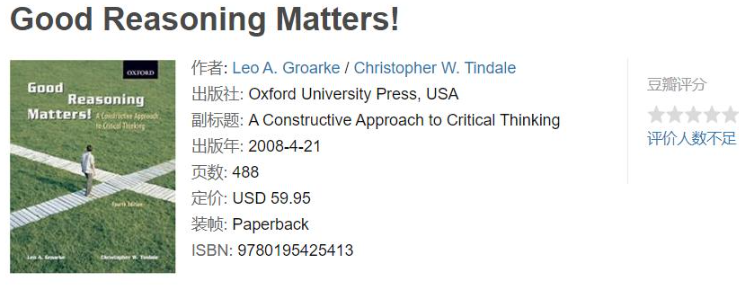 Good Reasoning Matters!
OXFORD
Good
Reasoning
Matters! A Constructive Approach
to Critical Thinking
Fourth Edition
Leo A. Groarke Christopher W. Tindale
作者: Leo A. Groarke / Christopher W. Tindale
出版社: Oxford University Press, USA
副标题: A Constructive Approach to Critical Thinking
出版年: 2008-4-21
页数: 488
定价: USD 59.95
装帧: Paperback
ISBN: 9780195425413
豆瓣评分
评价人数不足